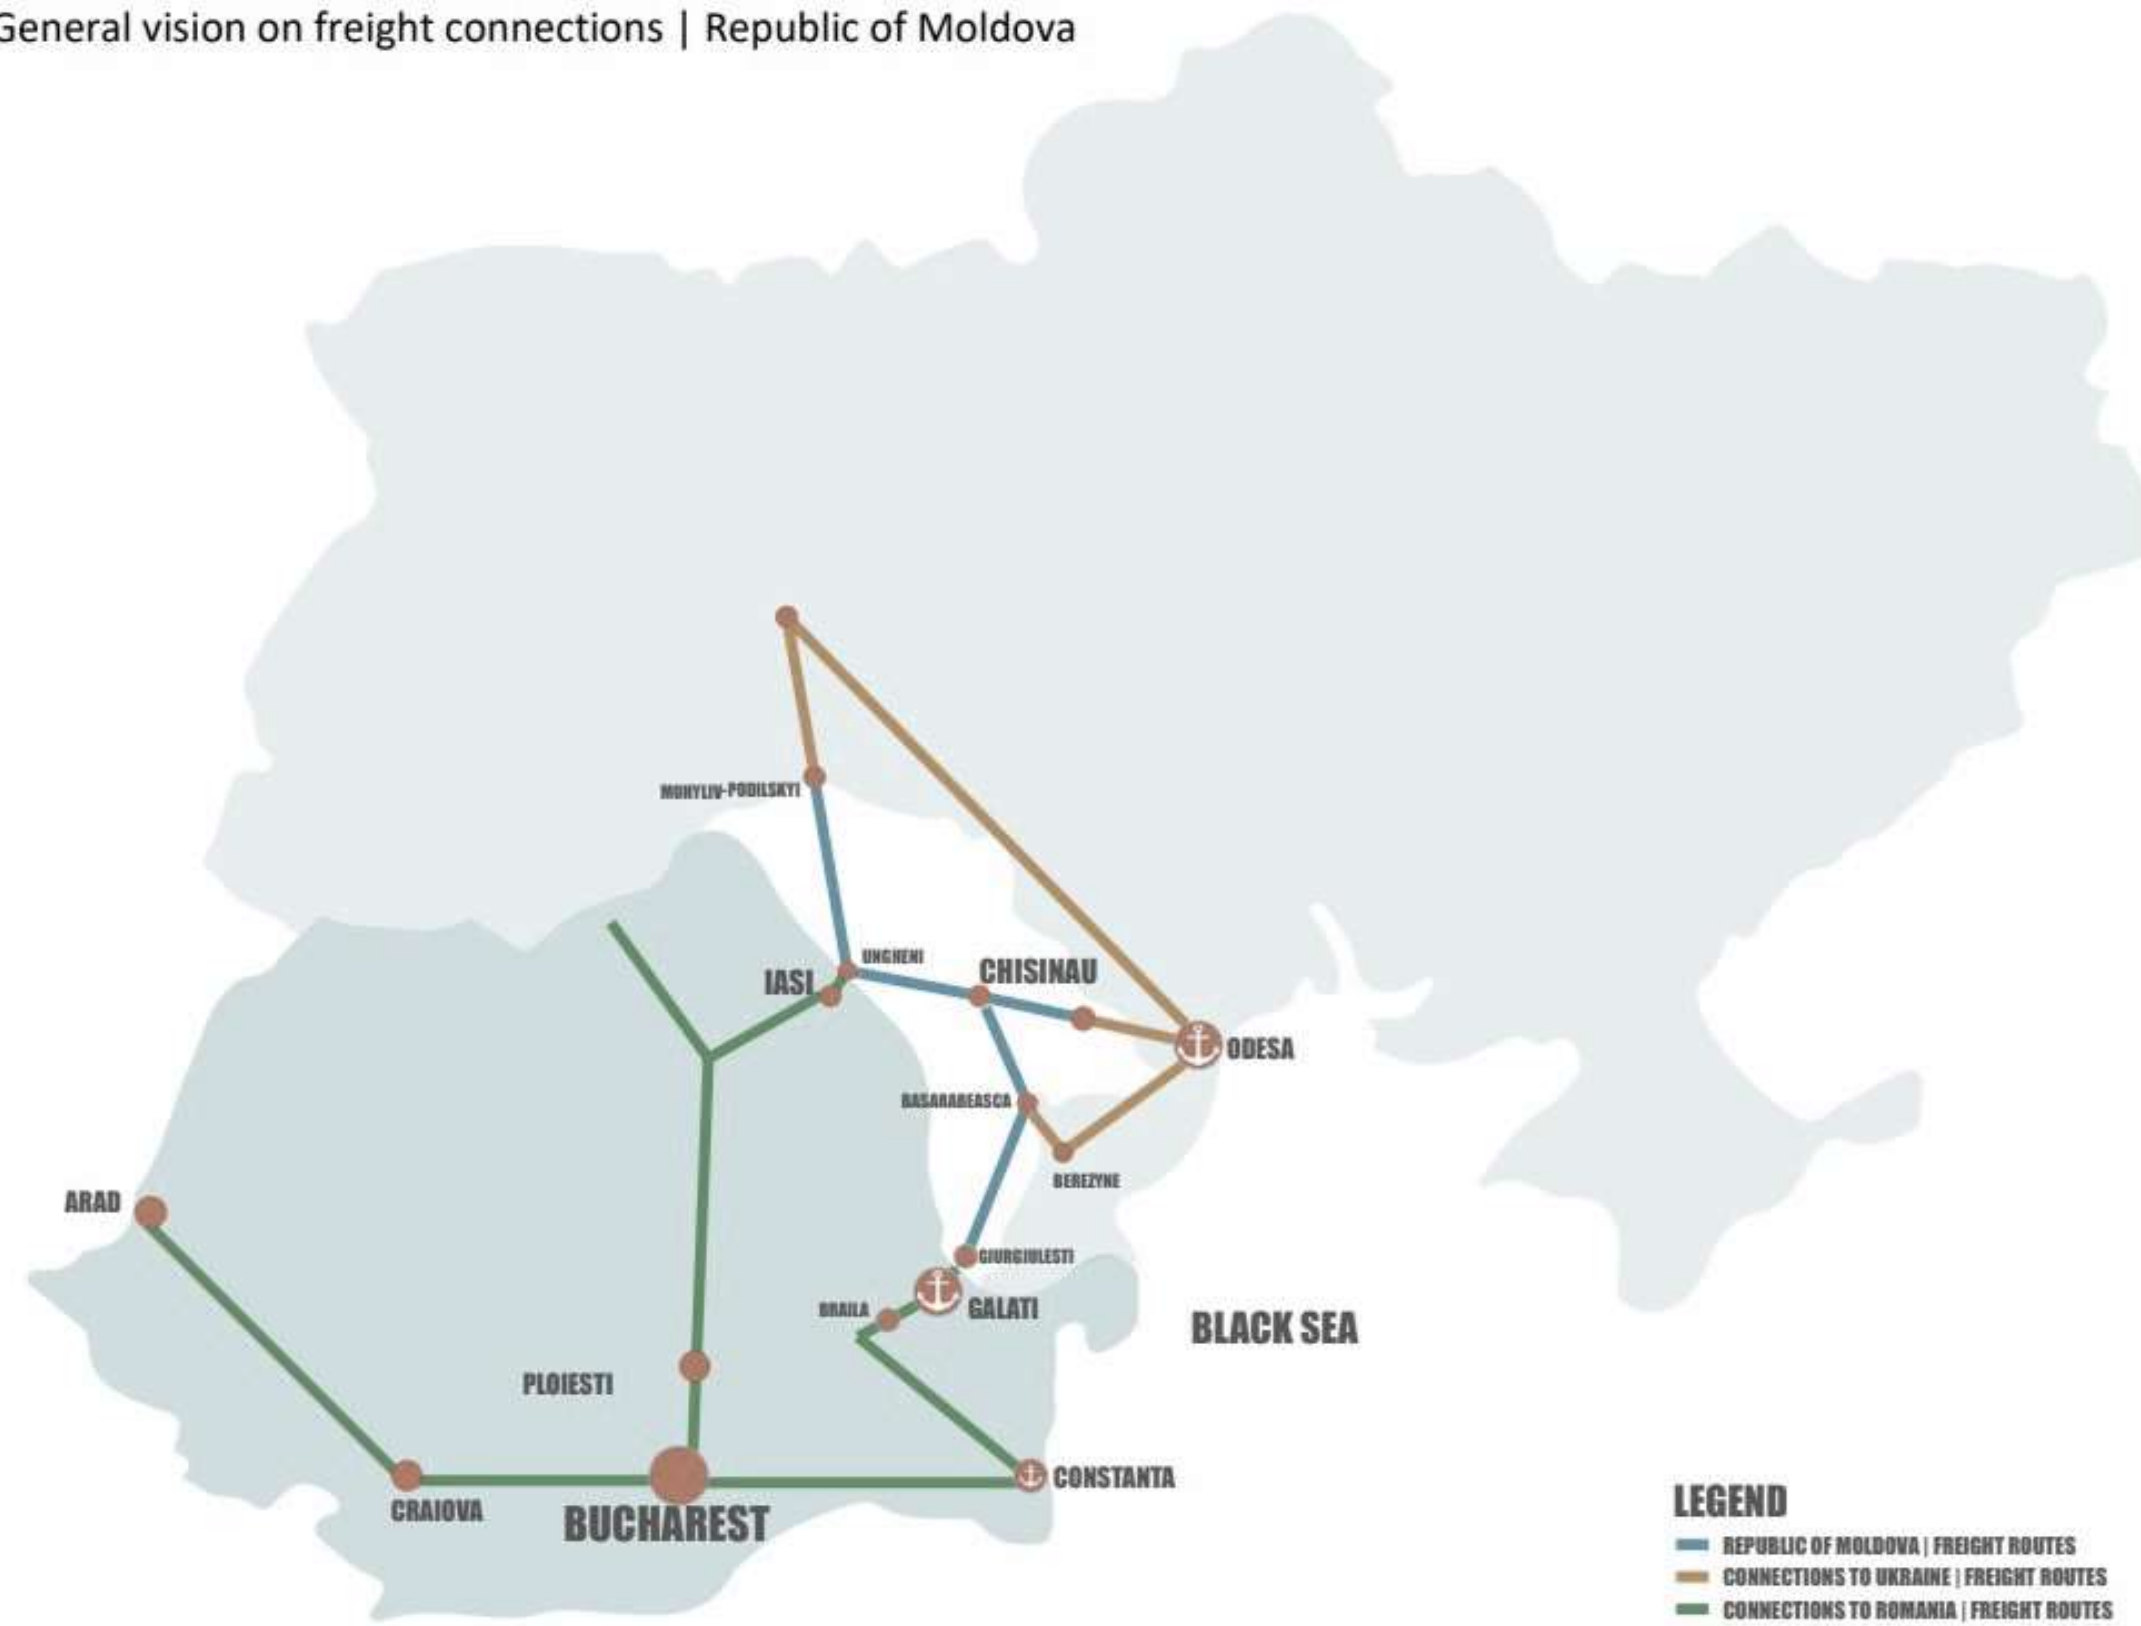 General vision on freight connections | Republic of Moldova
MOHYLIV-PODILSKYI
UNGHENI
IASI
CHISINAU
ODESA
BASARABEASCA
BEREZYNE
ARAD
GIURGIULESTI
GALATI
BRAILA
BLACK SEA
PLOIESTI
CONSTANTA
CRAIOVA
BUCHAREST
LEGEND
REPUBLIC OF MOLDOVA | FREIGHT ROUTES
CONNECTIONS TO UKRAINE | FREIGHT ROUTES
CONNECTIONS TO ROMANIA | FREIGHT ROUTES